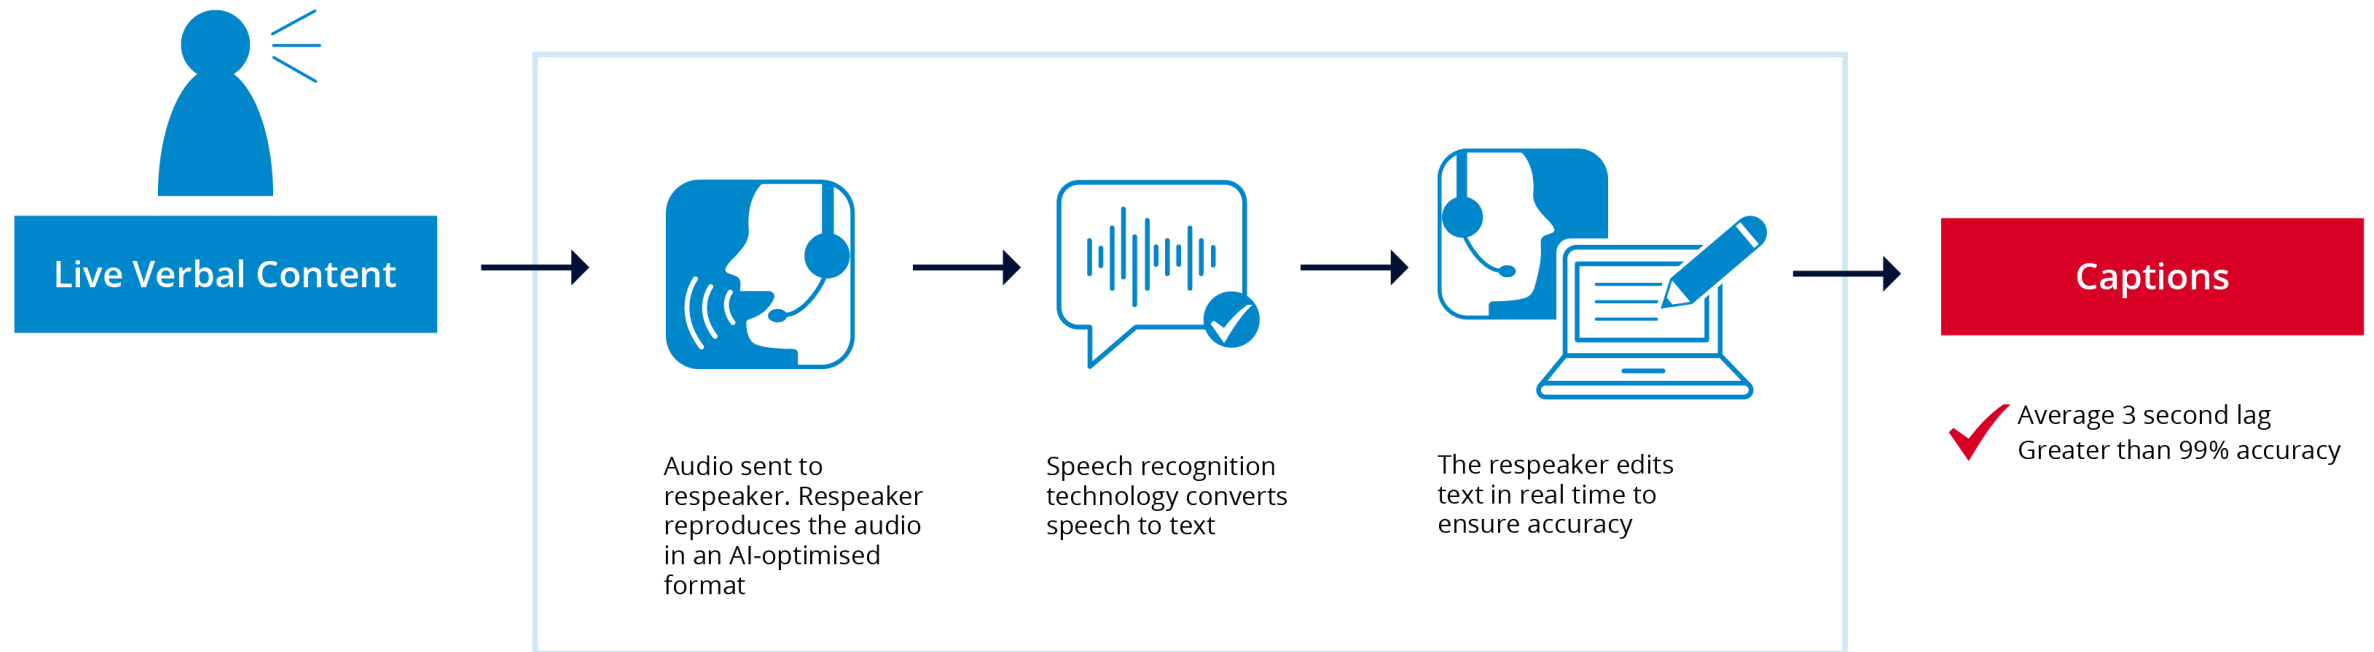 Live Verbal Content
Audio sent to
respeaker. Respeaker
reproduces the audio
in an AI-optimised
format
Speech recognition
technology converts
speech to text
The respeaker edits
text in real time to
ensure accuracy
Captions
Average 3 second lag
Greater than 99% accuracy